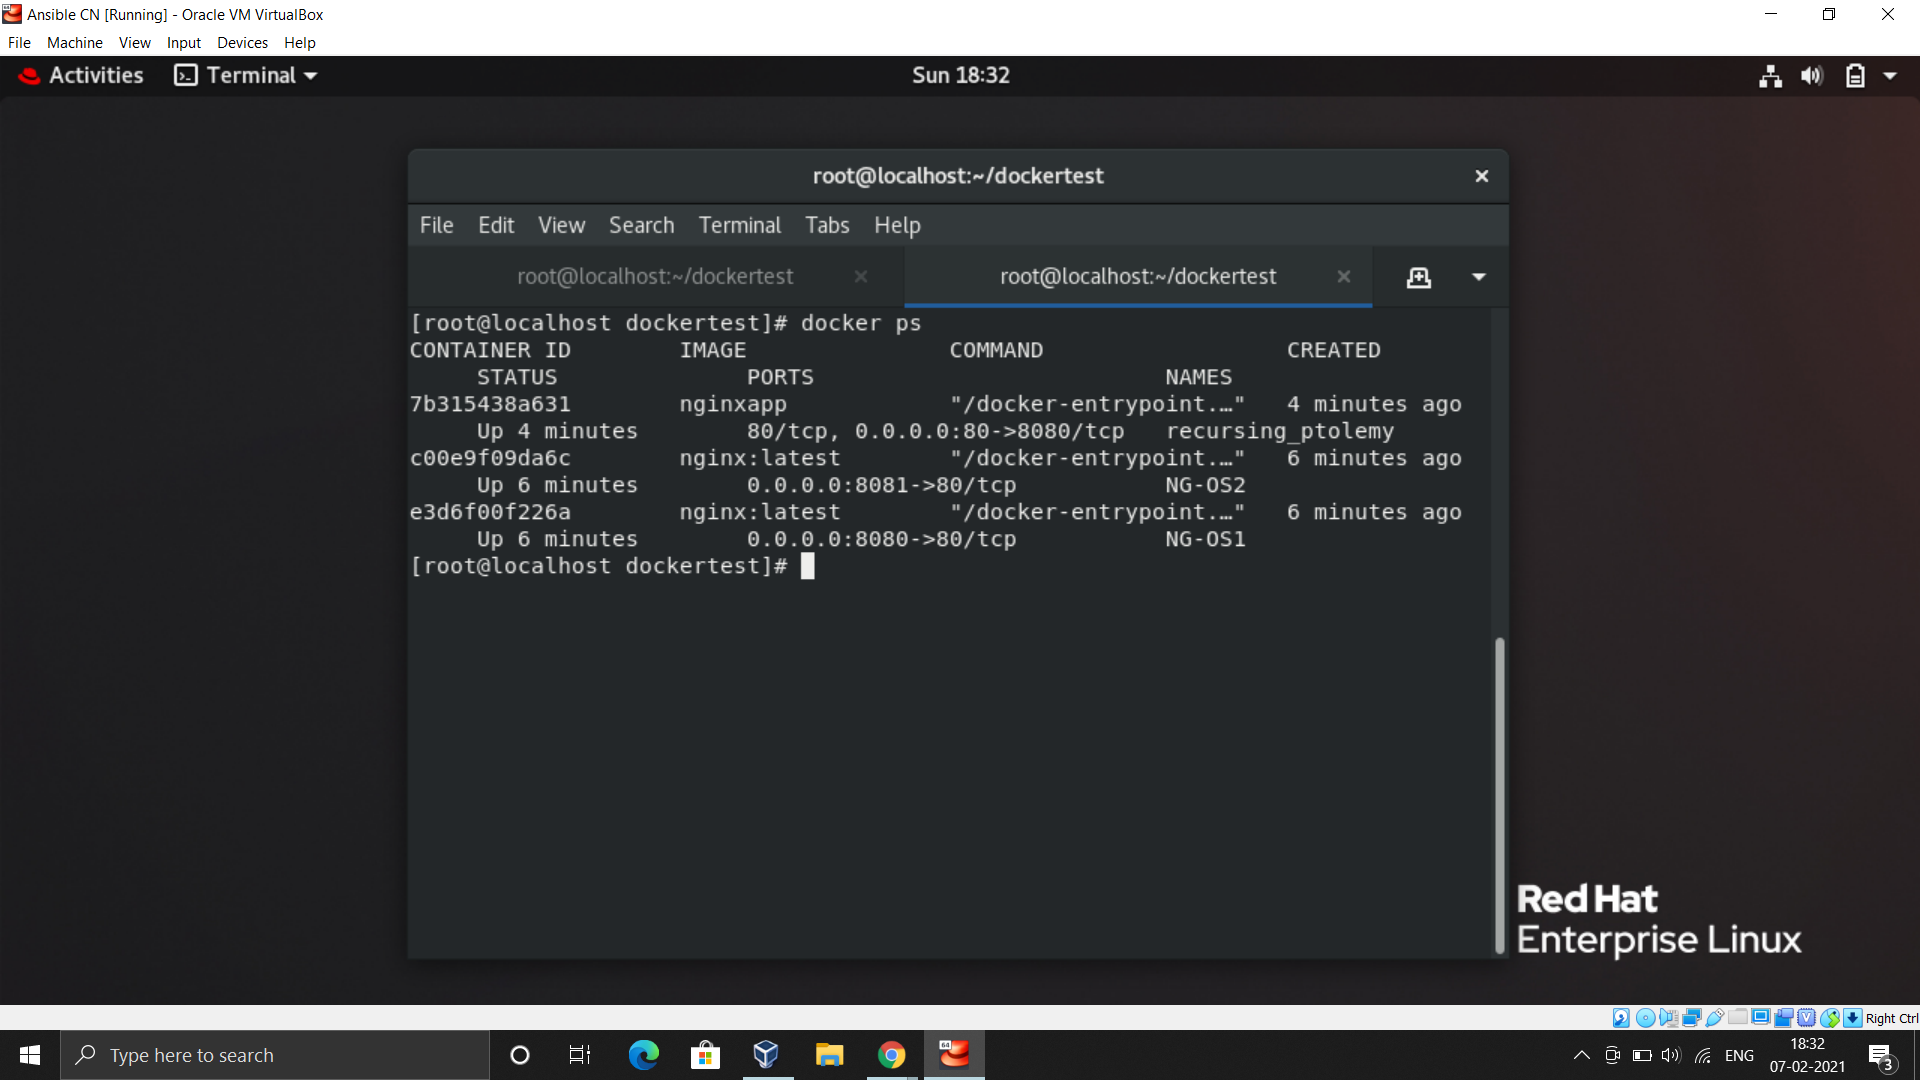 Ansible CN [Running] - Oracle VM VirtualBox
File Machine View Input Devices Help
Activities Terminal Sun 18:32
root@localhost:~/dockertest
File Edit View Search Terminal Tabs Help
root@localhost:~/dockertest root@localhost:~/dockertest
[root@localhost dockertest]# docker ps
CONTAINER ID IMAGE COMMAND CREATED
STATUS PORTS NAMES
7b315438a631 nginxapp "/docker-entrypoint.…" 4 minutes ago
Up 4 minutes 80/tcp, 0.0.0.0:80->8080/tcp recursing_ptolemy
c00e9f09da6c nginx:latest "/docker-entrypoint.…" 6 minutes ago
Up 6 minutes 0.0.0.0:8081->80/tcp NG-OS2
e3d6f00f226a nginx:latest "/docker-entrypoint.…" 6 minutes ago
Up 6 minutes 0.0.0.0:8080->80/tcp NG-OS1
[root@localhost dockertest]#
Red Hat
Enterprise Linux
Right Ctrl
Type here to search
64
ENG
18:32
07-02-2021
3